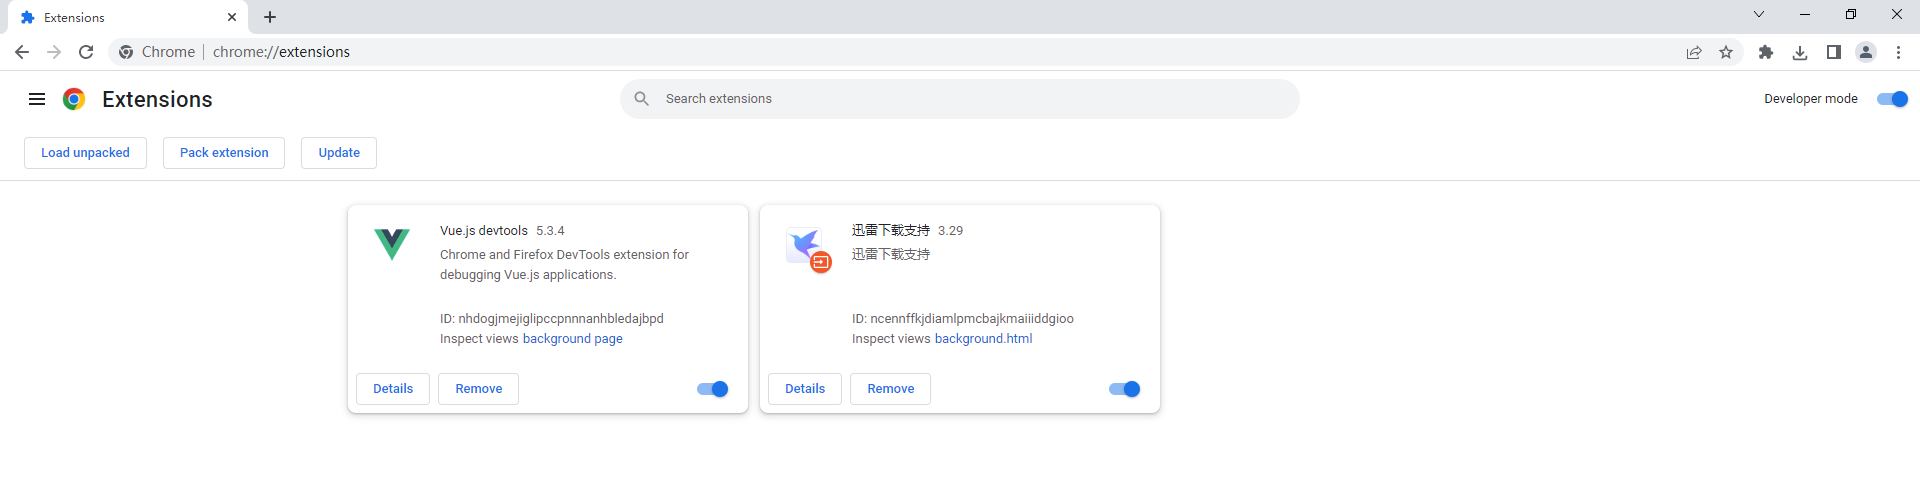 Extensions
Chrome chrome://extensions
Extensions
Search extensions
Developer mode
Load unpacked
Pack extension
Update
Vue.js devtools 5.3.4
Chrome and Firefox DevTools extension for
debugging Vue.js applications.
ID: nhdogjmejiglipccpnnnanhbledajbpd
Inspect views background page
Details
Remove
迅雷下载支持 3.29
迅雷下载支持
ID: ncennffkjdiamlpmcbajkmaiiiddgioo
Inspect views background.html
Details
Remove